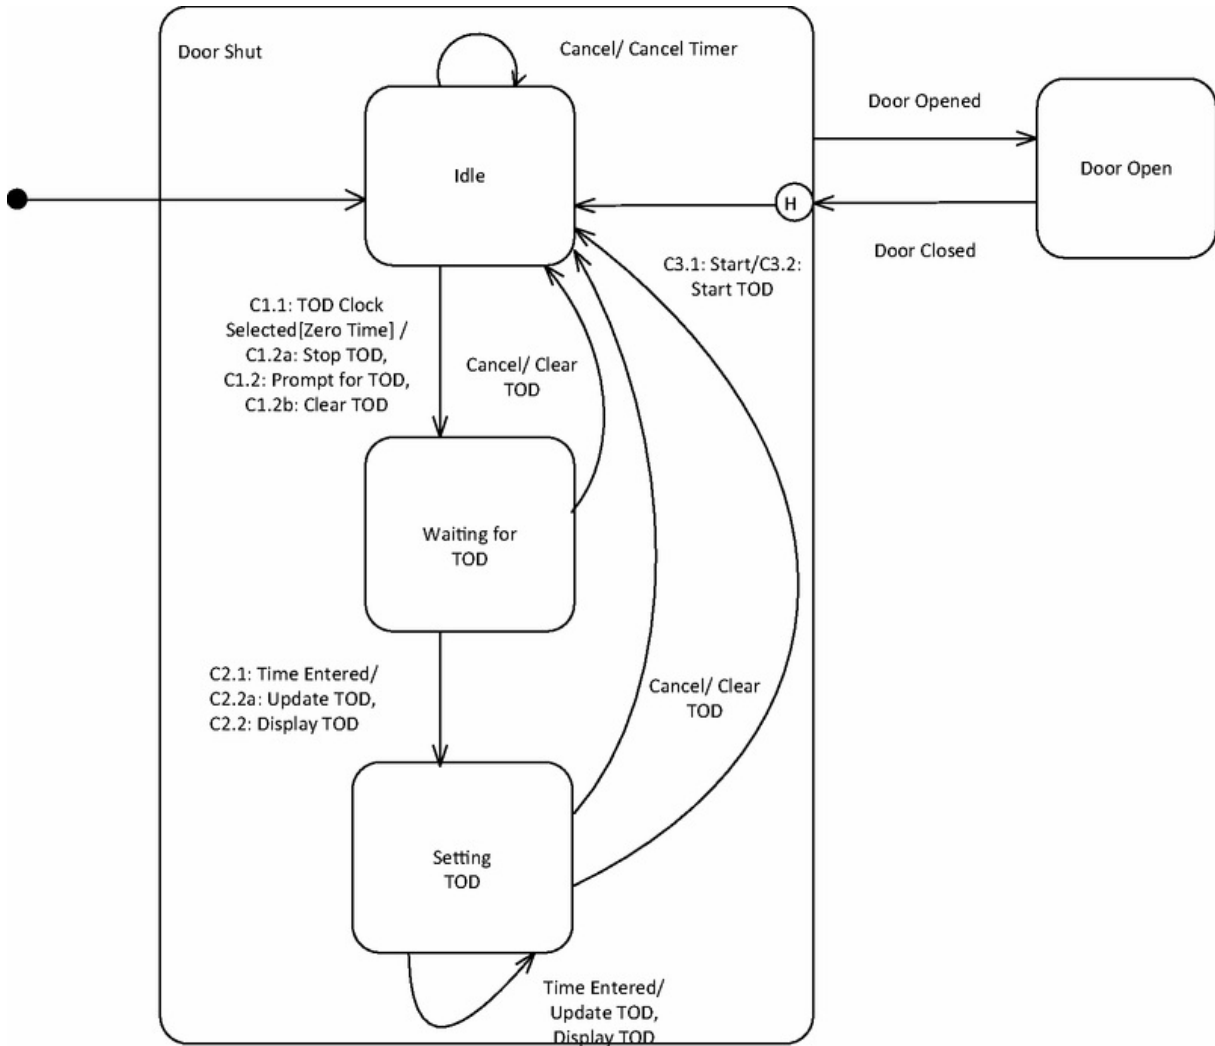 Door Shut
Cancel/ Cancel Timer
Door Opened
Idle
Door Open
H
Door Closed
C3.1: Start/C3.2:
Start TOD
C1.1: TOD Clock
Selected[Zero Time] /
C1.2a: Stop TOD,
C1.2: Prompt for TOD,
C1.2b: Clear TOD
Cancel/ Clear
TOD
Waiting for
TOD
C2.1: Time Entered/
C2.2a: Update TOD,
C2.2: Display TOD
Cancel/ Clear
TOD
Setting
TOD
Time Entered/
Update TOD,
Display TOD